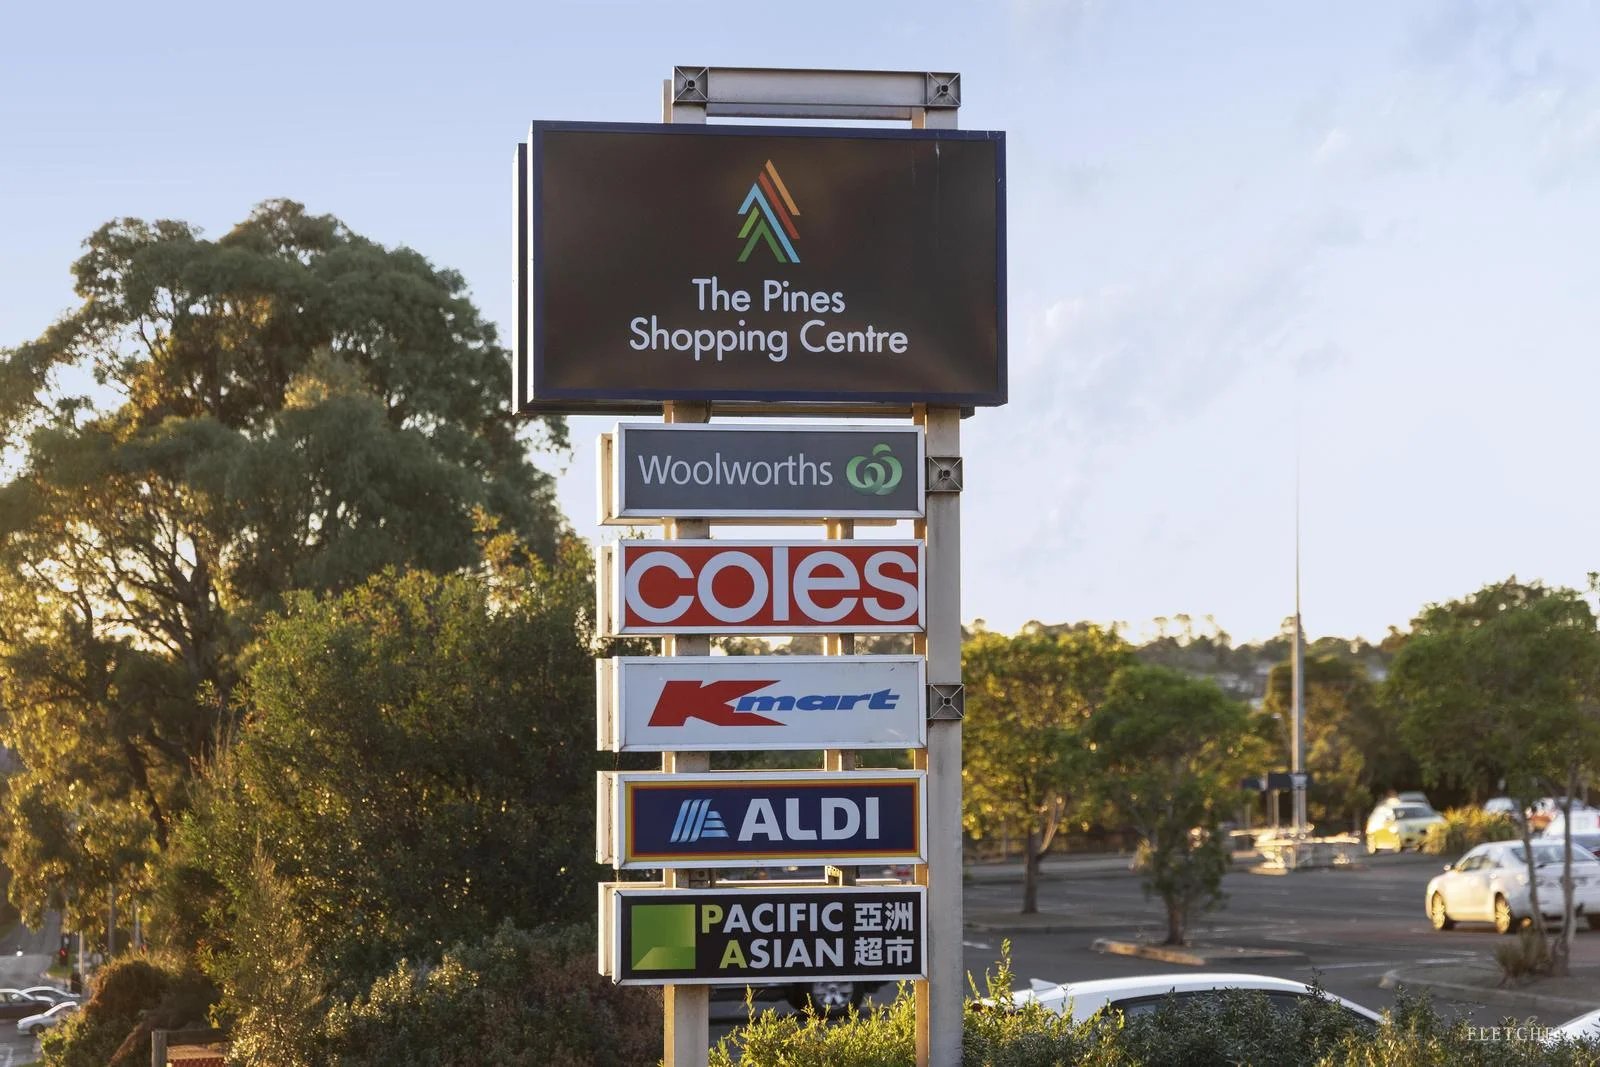 The Pines
Shopping Centre
Woolworths
coles
Kmart
ALDI
PACIFIC 亞洲
ASIAN 超市